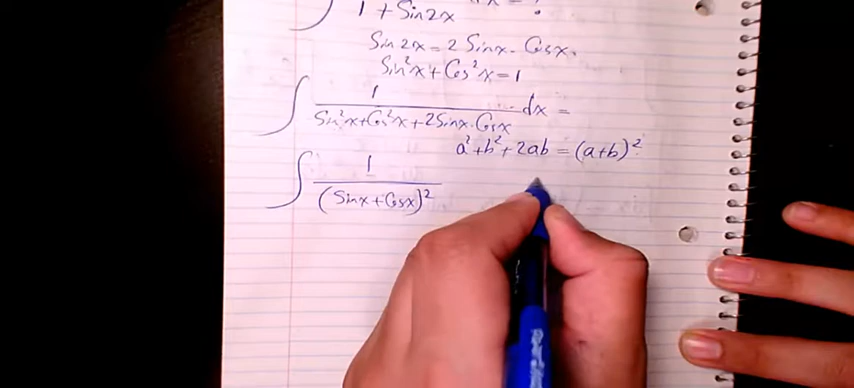 ∫ 1 + Sin2x dx = ?
Sin 2x = 2 Sinx. Cosx.
Sin²x + Cos²x = 1
∫ 1 / (Sin²x + Cos²x + 2Sinx.Cosx) dx =
a² + b² + 2ab = (a+b)²
∫ 1 / (Sinx + Cosx)²